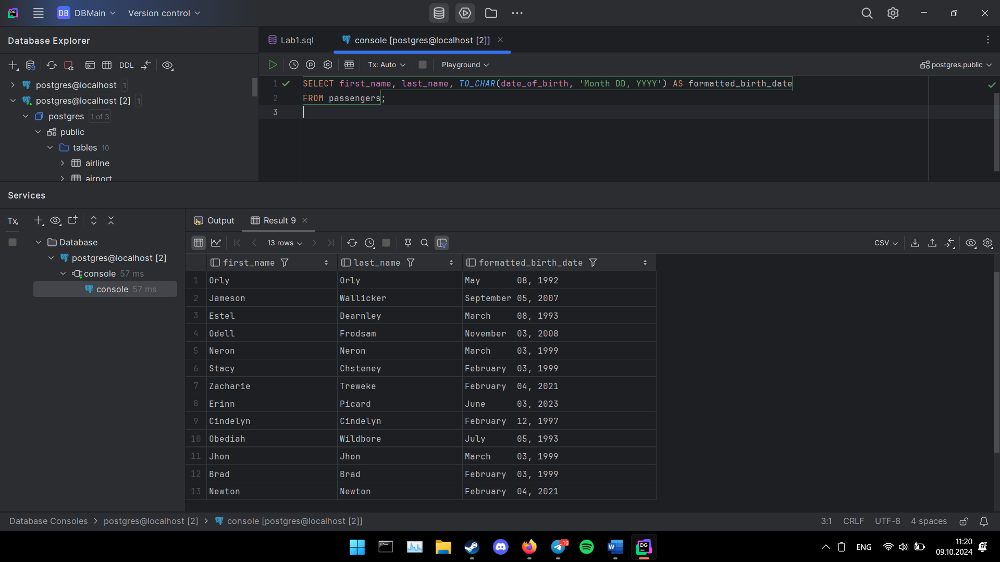 DB DBMain Version control
Database Explorer
Lab1.sql console [postgres@localhost [2]]
DDL
Tx: Auto Playground postgres.public
postgres@localhost 1
postgres@localhost [2] 1
postgres 1 of 3
public
tables 10
airline
airport
1 SELECT first_name, last_name, TO_CHAR(date_of_birth, 'Month DD, YYYY') AS formatted_birth_date
2 FROM passengers;
3
Services
Tx
Database
postgres@localhost [2]
console 57 ms
console 57 ms
Output Result 9
13 rows CSV
first_name last_name formatted_birth_date
1 Orly Orly May       08, 1992
2 Jameson Wallicker September 05, 2007
3 Estel Dearnley March     08, 1993
4 Odell Frodsam November  03, 2008
5 Neron Neron March     03, 1999
6 Stacy Chsteney February  03, 1999
7 Zacharie Treweke February  04, 2021
8 Erinn Picard June      03, 2023
9 Cindelyn Cindelyn February  12, 1997
10 Obediah Wildbore July      05, 1993
11 Jhon Jhon March     03, 1999
12 Brad Brad February  03, 1999
13 Newton Newton February  04, 2021
Database Consoles > postgres@localhost [2] > console [postgres@localhost [2]]
3:1 CRLF UTF-8 4 spaces
10
W
DG
ENG
11:20
09.10.2024